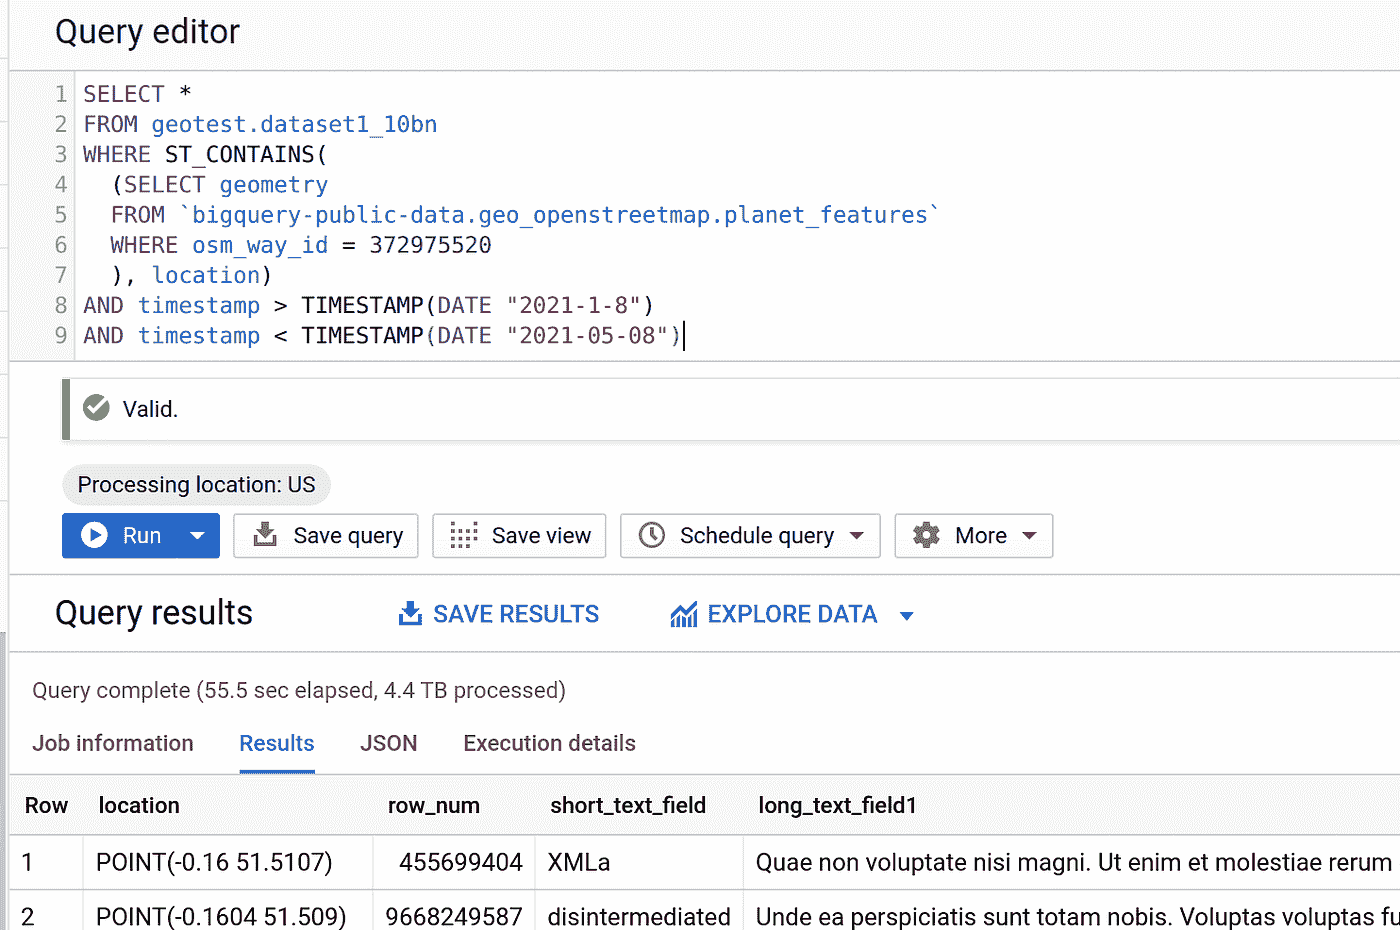 Query editor
1 SELECT *
2 FROM geotest.dataset1_10bn
3 WHERE ST_CONTAINS(
4 (SELECT geometry
5 FROM `bigquery-public-data.geo_openstreetmap.planet_features`
6 WHERE osm_way_id = 372975520
7 ), location)
8 AND timestamp > TIMESTAMP(DATE "2021-1-8")
9 AND timestamp < TIMESTAMP(DATE "2021-05-08")
Valid.
Processing location: US
Run Save query Save view Schedule query More
Query results SAVE RESULTS EXPLORE DATA
Query complete (55.5 sec elapsed, 4.4 TB processed)
Job information Results JSON Execution details
Row location row_num short_text_field long_text_field1
1 POINT(-0.16 51.5107) 455699404 XMLa Quae non voluptate nisi magni. Ut enim et molestiae rerum
2 POINT(-0.1604 51.509) 9668249587 disintermediated Unde ea perspiciatis sunt totam nobis. Voluptas voluptas fu